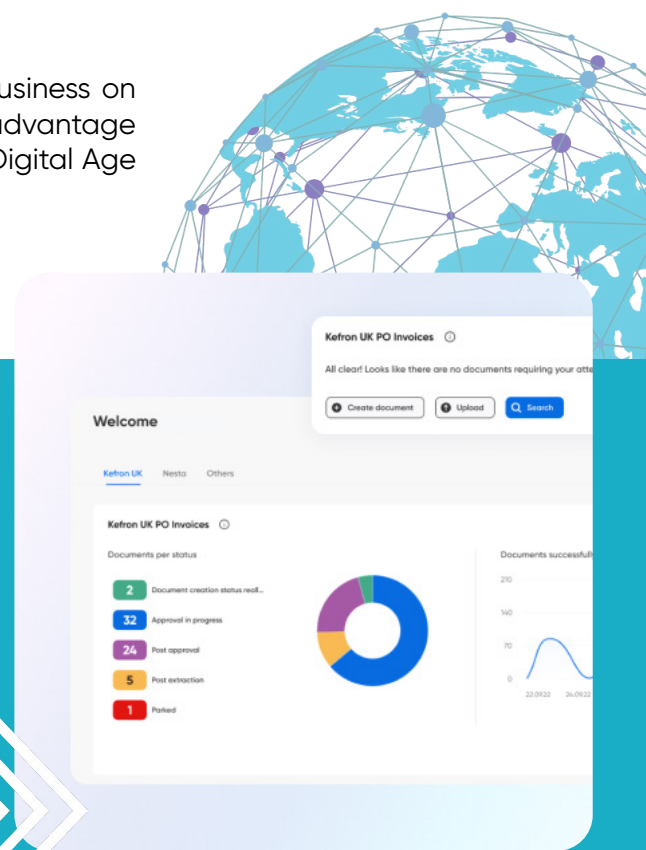 usiness on
advantage
Digital Age
Kefron UK PO Invoices
All clear! Looks like there are no documents requiring your atte
Create document Upload Search
Welcome
Kefron UK Nesta Others
Kefron UK PO Invoices
Documents per status
2 Document creation status reall...
32 Approval in progress
24 Post approval
5 Post extraction
1 Parked
Documents successfull
210
140
70
0
22.09.22 24.09.22